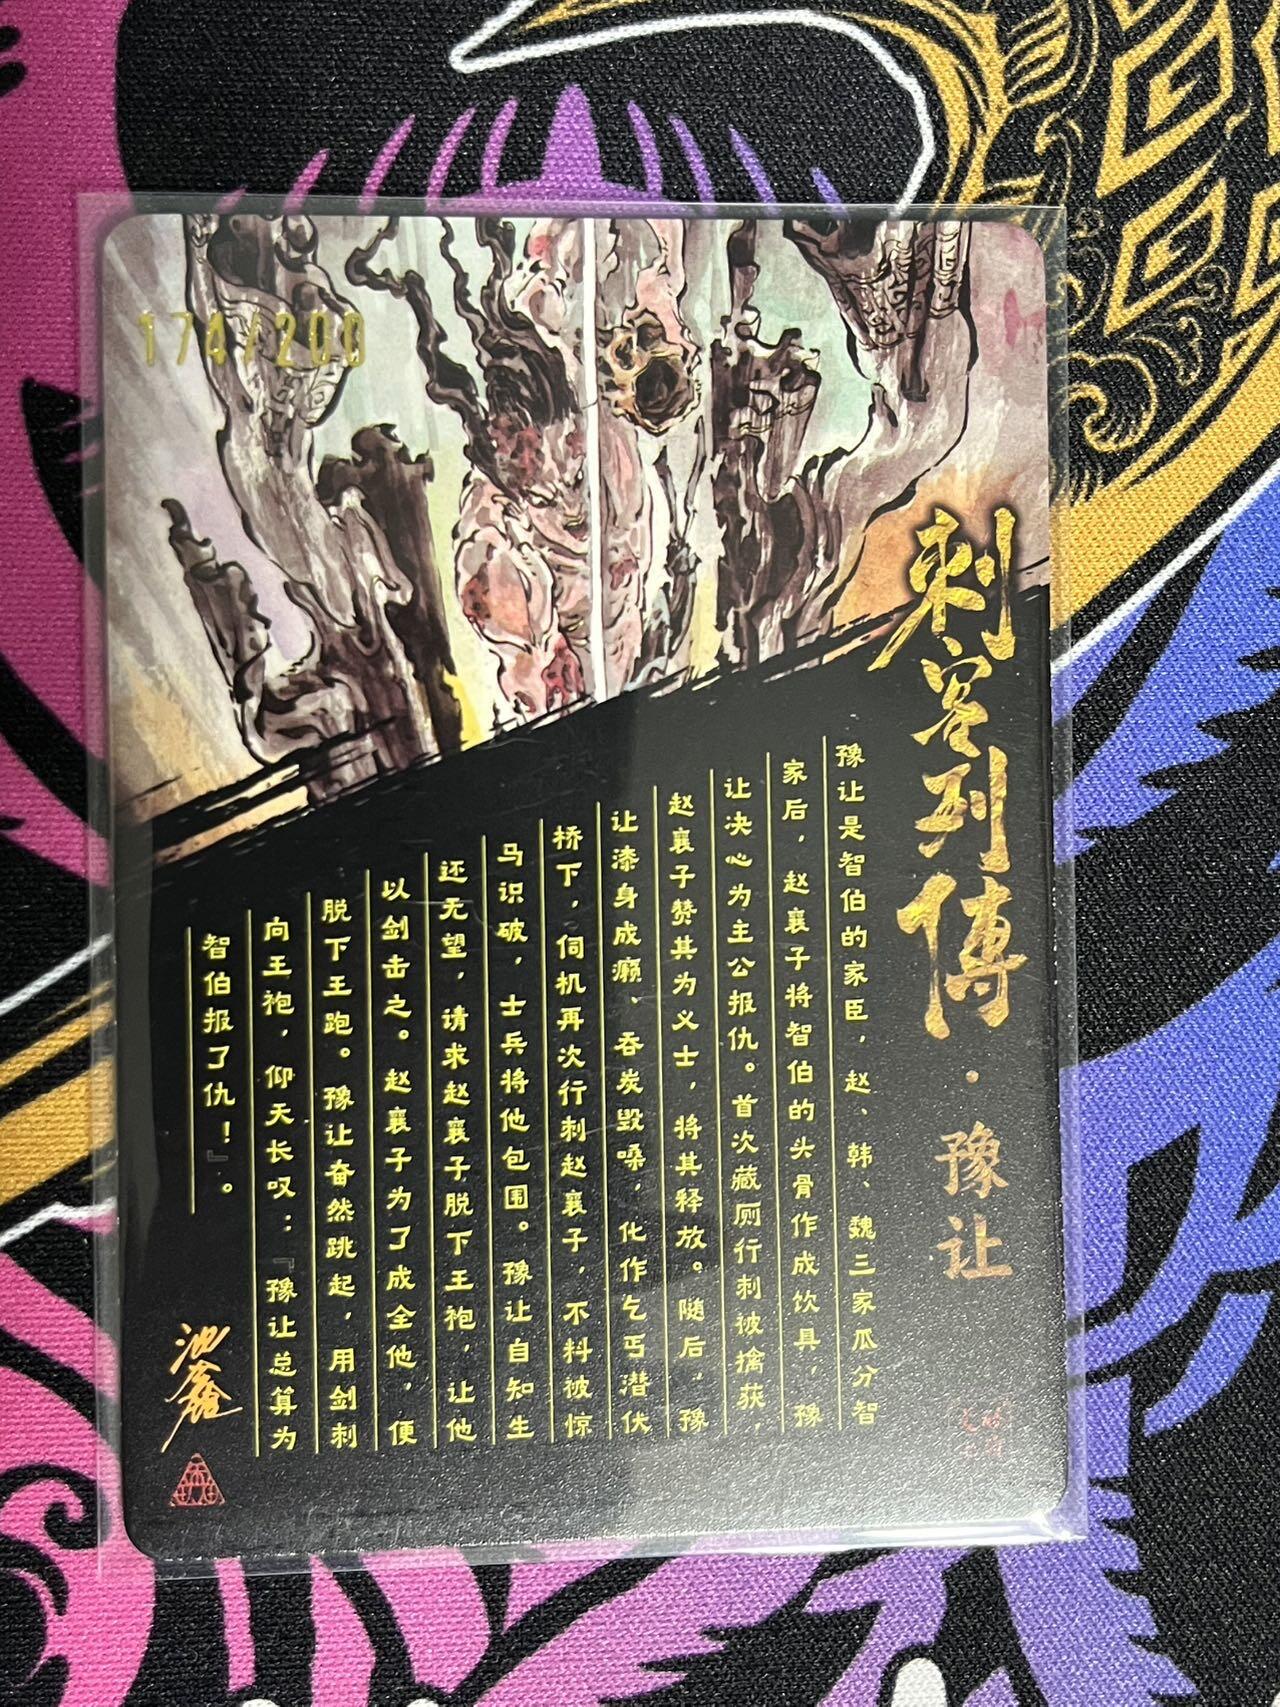 174/200
刺客列傳·豫让
豫让是智伯的家臣，赵、韩、魏三家瓜分智
家后，赵襄子将智伯的头骨作成饮具，豫
让决心为主公报仇。首次藏厕行刺被擒获，
赵襄子赞其为义士，将其释放。随后，豫
让漆身成癞、吞炭毁嗓，化作乞丐潜伏
桥下，伺机再次行刺赵襄子，不料被惊
马识破，士兵将他包围。豫让自知生
还无望，请求赵襄子脱下王袍，让他
以剑击之。赵襄子为了成全他，便
脱下王跑。豫让奋然跳起，用剑刺
向王袍，仰天长叹：『豫让总算为
智伯报了仇！』。
池鑫